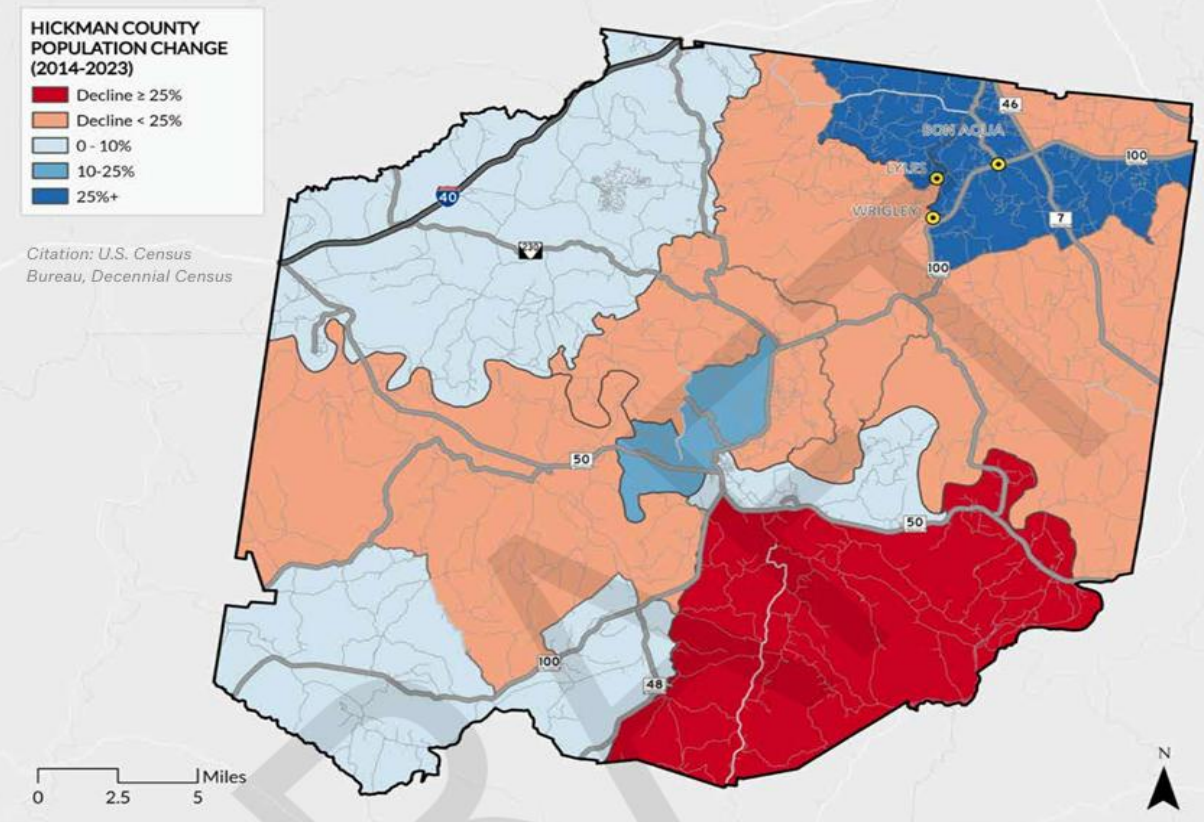 HICKMAN COUNTY
POPULATION CHANGE
(2014-2023)
Decline ≥ 25%
Decline < 25%
0 - 10%
10-25%
25%+
Citation: U.S. Census
Bureau, Decennial Census
46
BON AQUA
100
LYLES
40
WRIGLEY
7
230
100
50
50
100
48
Miles
0 2.5 5
N
DRAFT